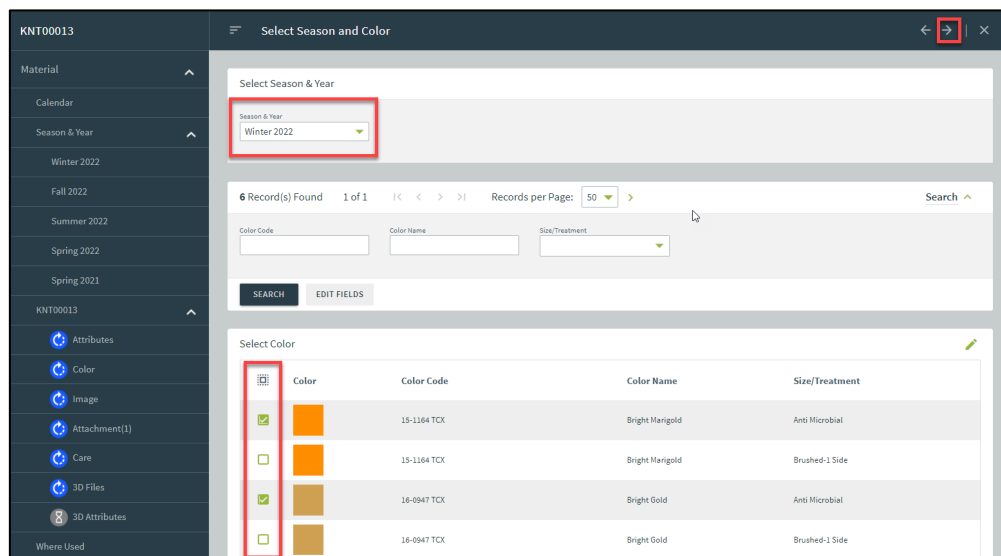 KNT00013
Select Season and Color
Material
Calendar
Season & Year
Winter 2022
Fall 2022
Summer 2022
Spring 2022
Spring 2021
KNT00013
Attributes
Color
Image
Attachment(1)
Care
3D Files
3D Attributes
Where Used
Select Season & Year
Season & Year
Winter 2022
6 Record(s) Found 1 of 1 Records per Page: 50 Search
Color Code Color Name Size/Treatment
SEARCH EDIT FIELDS
Select Color
Color Color Code Color Name Size/Treatment
15-1164 TCX Bright Marigold Anti Microbial
15-1164 TCX Bright Marigold Brushed-1 Side
16-0947 TCX Bright Gold Anti Microbial
16-0947 TCX Bright Gold Brushed-1 Side